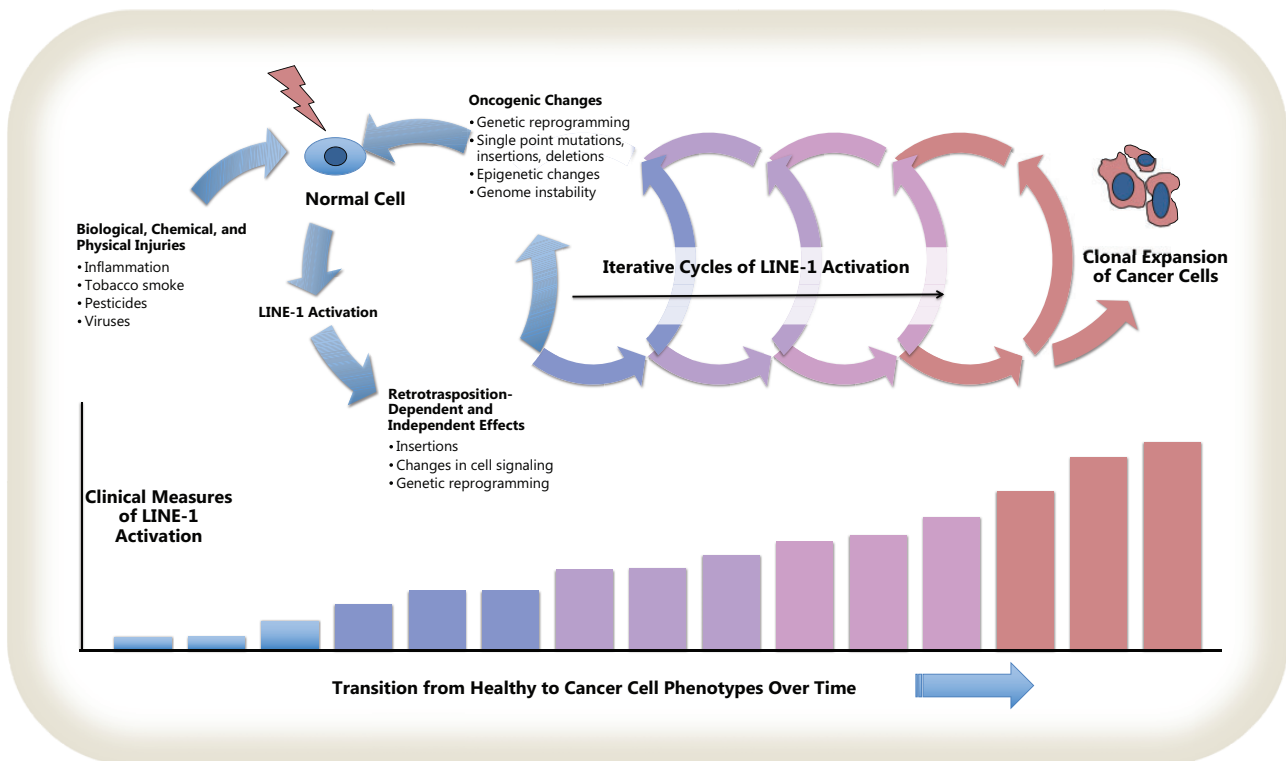 Oncogenic Changes
• Genetic reprogramming
• Single point mutations,
insertions, deletions
• Epigenetic changes
• Genome instability
Normal Cell
Biological, Chemical, and
Physical Injuries
• Inflammation
• Tobacco smoke
• Pesticides
• Viruses
LINE-1 Activation
Retrotrasposition-
Dependent and
Independent Effects
• Insertions
• Changes in cell signaling
• Genetic reprogramming
Iterative Cycles of LINE-1 Activation
Clonal Expansion
of Cancer Cells
Clinical Measures
of LINE-1
Activation
Transition from Healthy to Cancer Cell Phenotypes Over Time